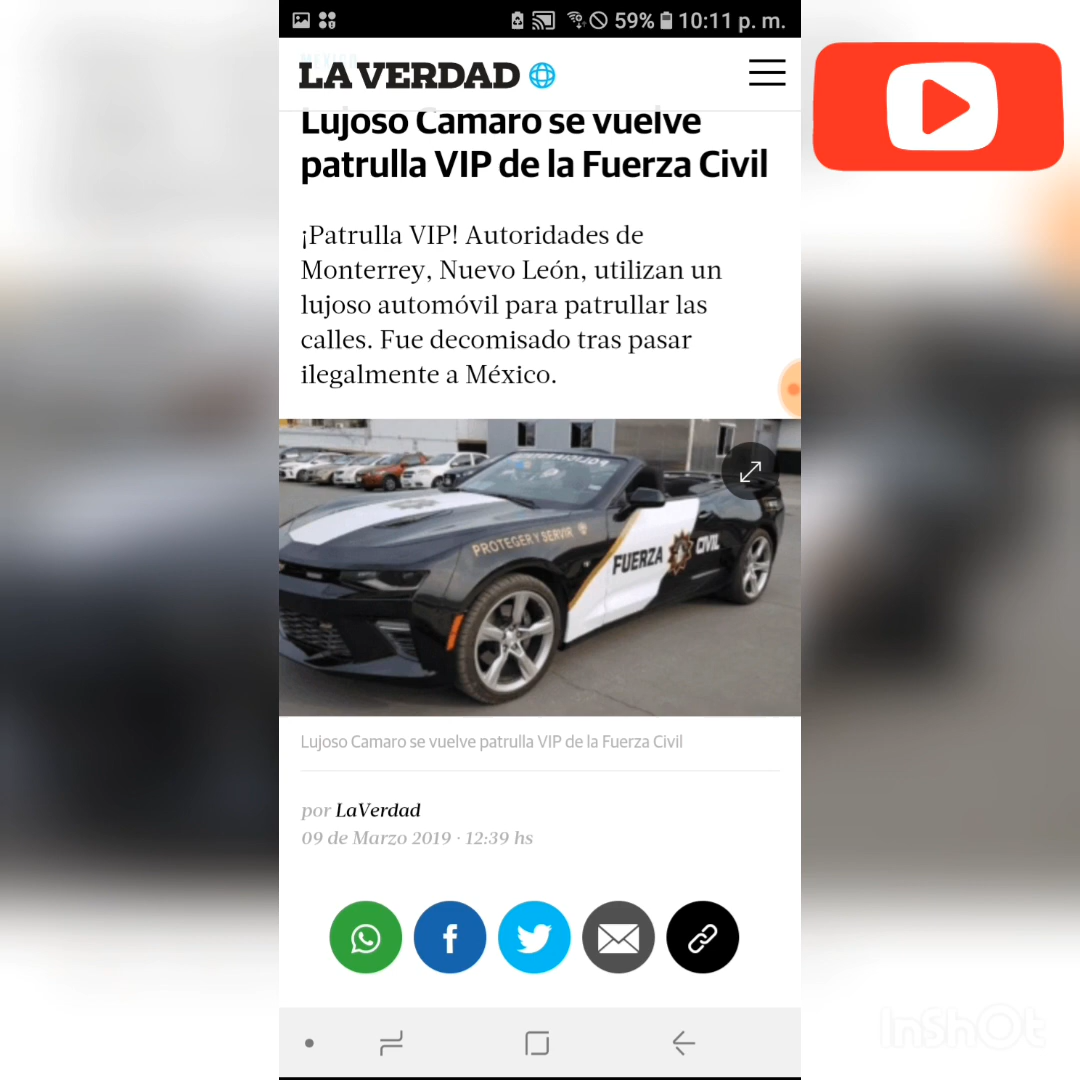 59% 10:11 p. m.
LA VERDAD
Lujoso Camaro se vuelve
patrulla VIP de la Fuerza Civil
¡Patrulla VIP! Autoridades de
Monterrey, Nuevo León, utilizan un
lujoso automóvil para patrullar las
calles. Fue decomisado tras pasar
ilegalmente a México.
PROTEGER Y SERVIR
FUERZA CIVIL
Lujoso Camaro se vuelve patrulla VIP de la Fuerza Civil
por LaVerdad
09 de Marzo 2019 · 12:39 hs
InShOt